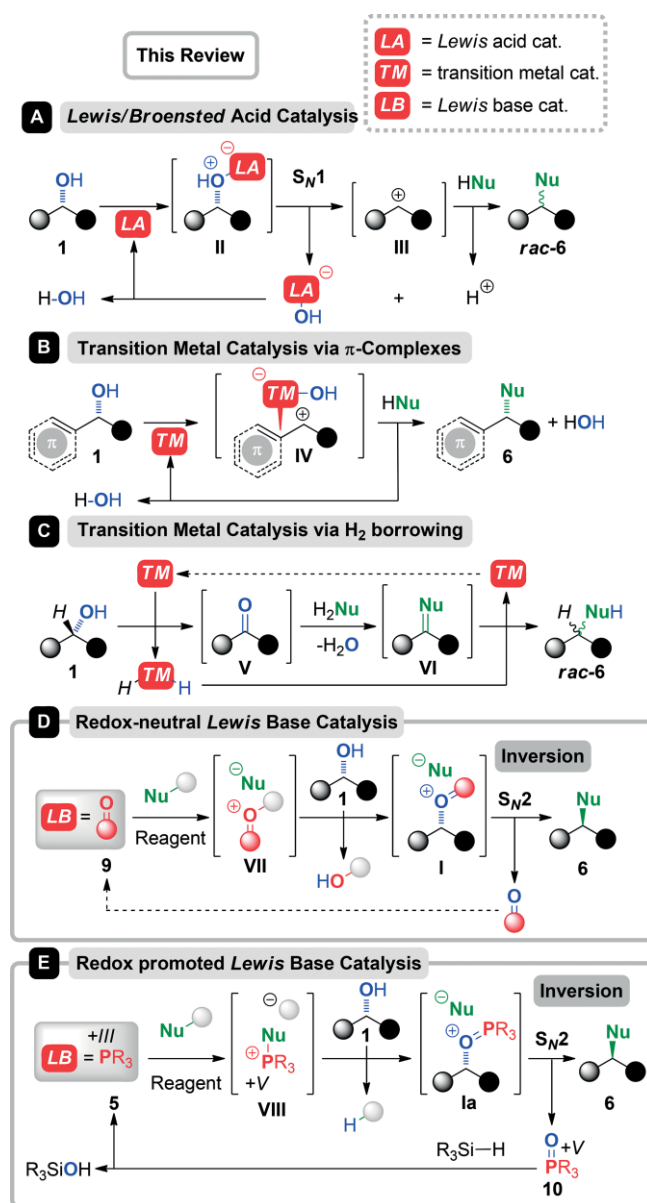 This Review
LA = Lewis acid cat.
TM = transition metal cat.
LB = Lewis base cat.
A Lewis/Broensted Acid Catalysis
OH
1
LA
⊖
HO
⊕
LA
II
SN1
⊕
III
HNu
Nu
rac-6
H-OH
LA ⊖
OH
+
H⊕
B Transition Metal Catalysis via π-Complexes
OH
π
1
TM
⊖
TM OH
⊕
π
IV
HNu
Nu
π
6
+ HOH
H-OH
C Transition Metal Catalysis via H2 borrowing
TM
TM
H OH
1
H TM H
O
V
H2Nu
-H2O
Nu
VI
H NuH
rac-6
D Redox-neutral Lewis Base Catalysis
Inversion
LB = O
9
Nu
Reagent
⊖
Nu
⊕
O
VII
OH
1
HO
⊖
Nu
⊕
O
I
SN2
Nu
6
O
E Redox promoted Lewis Base Catalysis
Inversion
+III
LB = PR3
5
Nu
Reagent
⊖
Nu
⊕
PR3
+V
VIII
OH
1
H
⊖
Nu
⊕
O PR3
Ia
SN2
Nu
6
R3SiOH
R3Si–H
O
+V
PR3
10